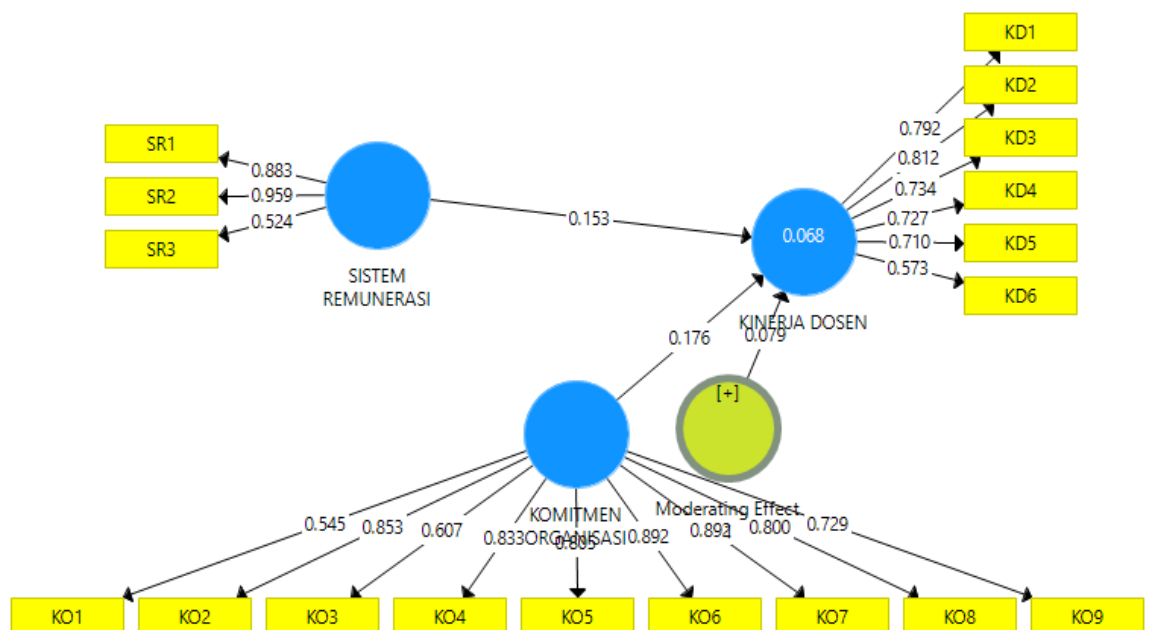 KD1
KD2
KD3
KD4
KD5
KD6
0.792
0.812
0.734
0.727
0.710
0.573
SR1
SR2
SR3
0.883
0.959
0.524
SISTEM
REMUNERASI
0.153
0.068
KINERJA DOSEN
0.176
0.079
[+]
Moderating Effect
KOMITMEN
ORGANISASI
0.545
0.853
0.607
0.833
0.805
0.892
0.800
0.729
KO1
KO2
KO3
KO4
KO5
KO6
KO7
KO8
KO9